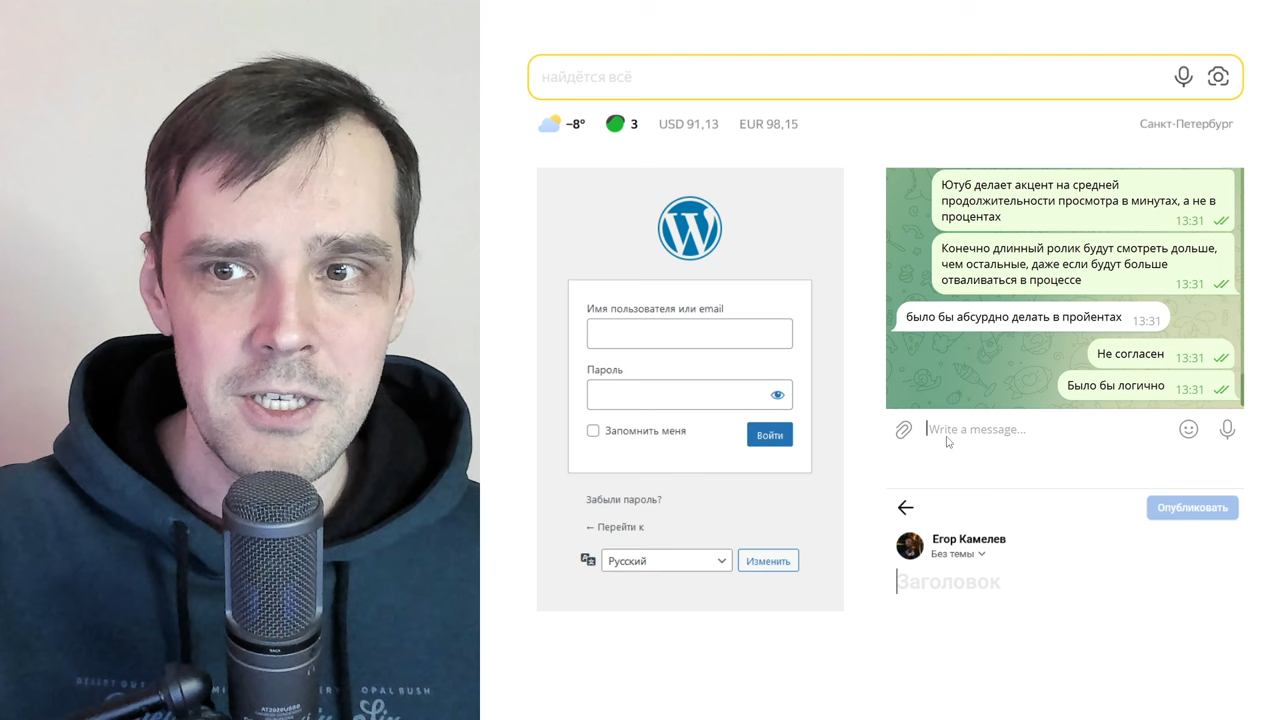 найдётся всё
−8°
3
USD 91,13
EUR 98,15
Санкт-Петербург
Имя пользователя или email
Пароль
Запомнить меня
Войти
Забыли пароль?
← Перейти к
Русский
Изменить
Ютуб делает акцент на средней
продолжительности просмотра в минутах, а не в
процентах
13:31
Конечно длинный ролик будут смотреть дольше,
чем остальные, даже если будут больше
отваливаться в процессе
13:31
было бы абсурдно делать в пройентах
13:31
Не согласен
13:31
Было бы логично
13:31
Write a message...
Опубликовать
Егор Камелев
Без темы
Заголовок
OPAL BUSH
BACK
AT2020USB